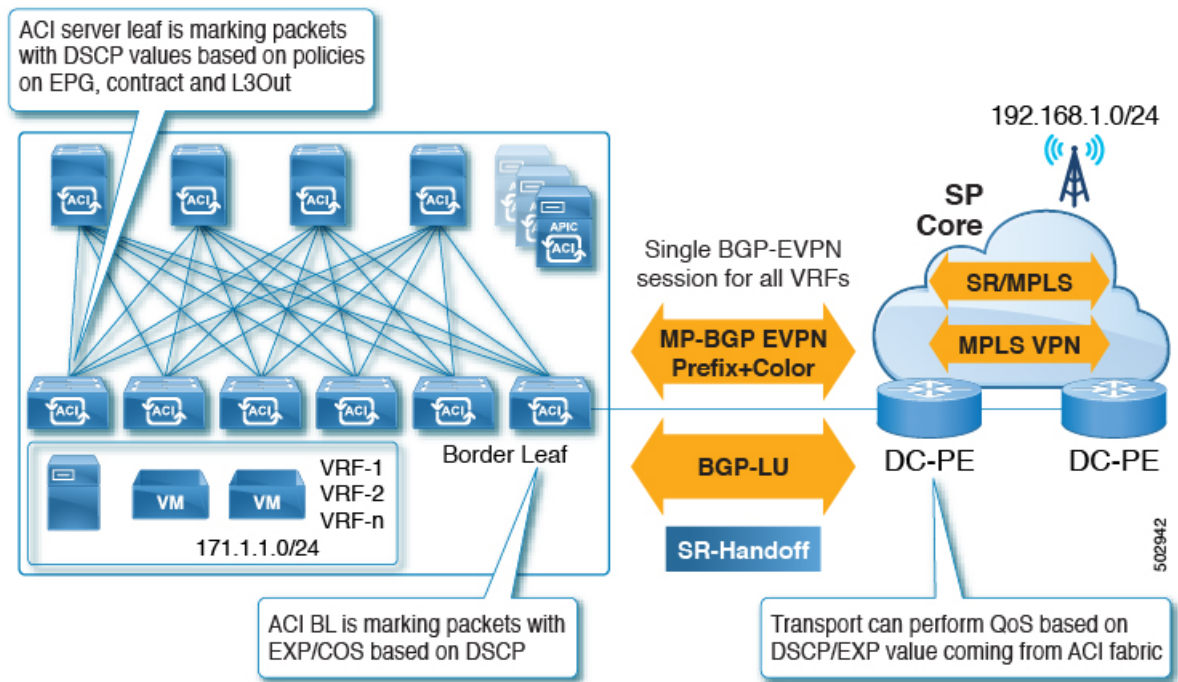 ACI server leaf is marking packets
with DSCP values based on policies
on EPG, contract and L3Out
ACI
ACI
ACI
ACI
APIC
ACI
192.168.1.0/24
SP
Core
SR/MPLS
MPLS VPN
Single BGP-EVPN
session for all VRFs
MP-BGP EVPN
Prefix+Color
ACI
ACI
ACI
ACI
ACI
ACI
Border Leaf
BGP-LU
DC-PE
DC-PE
VM
VM
VRF-1
VRF-2
VRF-n
171.1.1.0/24
SR-Handoff
502942
ACI BL is marking packets with
EXP/COS based on DSCP
Transport can perform QoS based on
DSCP/EXP value coming from ACI fabric